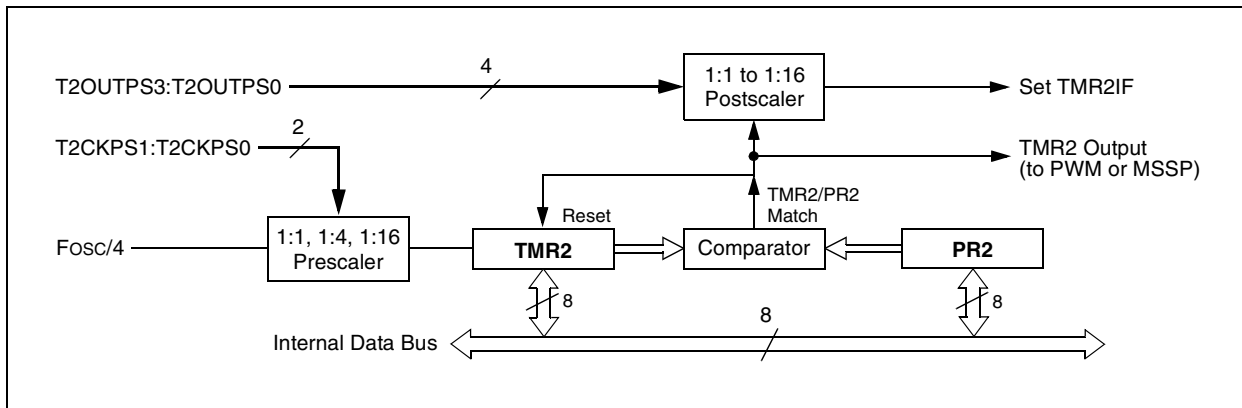 T2OUTPS3:T2OUTPS0
4
1:1 to 1:16
Postscaler
Set TMR2IF
T2CKPS1:T2CKPS0
2
TMR2 Output
(to PWM or MSSP)
Reset
TMR2/PR2
Match
FOSC/4
1:1, 1:4, 1:16
Prescaler
TMR2
Comparator
PR2
8
8
8
Internal Data Bus